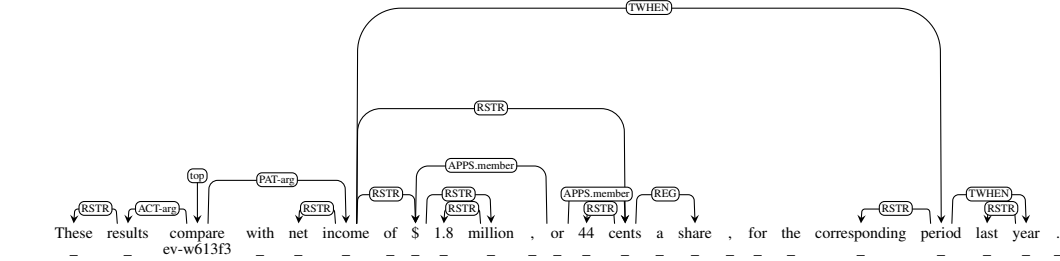 TWHEN
RSTR
APPS.member
top
PAT-arg
RSTR RSTR APPS.member REG TWHEN
RSTR ACT-arg RSTR RSTR RSTR RSTR RSTR
These results compare with net income of $ 1.8 million , or 44 cents a share , for the corresponding period last year .
_ _ ev-w613f3 _ _ _ _ _ _ _ _ _ _ _ _ _ _ _ _ _ _ _ _ _ _